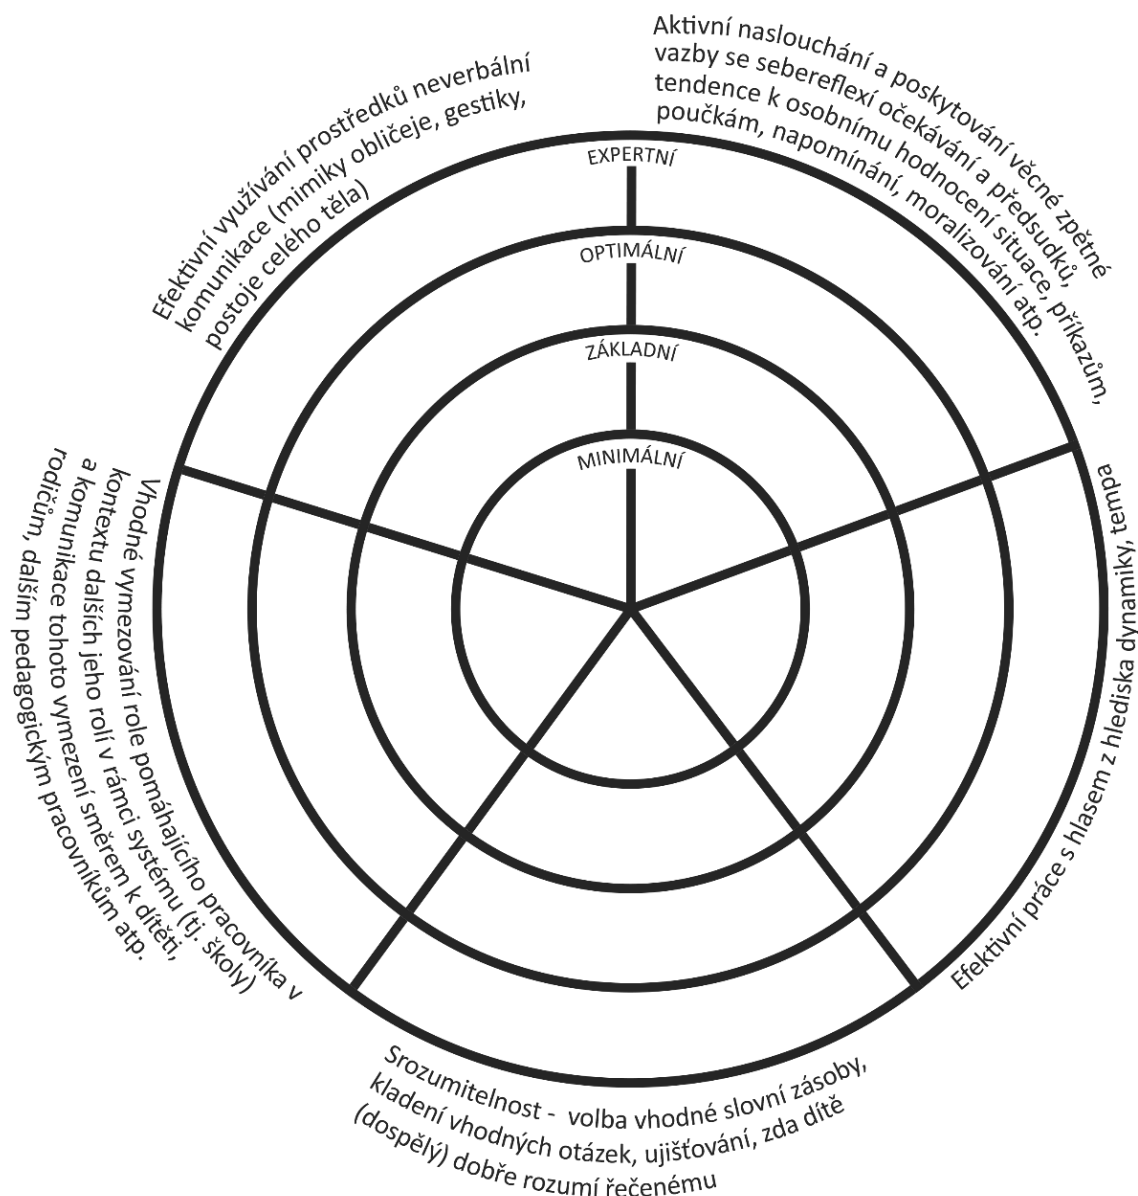 Aktivní naslouchání a poskytování věcné zpětné
vazby se sebereflexí očekávání a předsudků,
tendence k osobnímu hodnocení situace, příkazům,
poučkám, napomínání, moralizování atp.
Efektivní využívání prostředků neverbální
komunikace (mimiky obličeje, gestiky,
postoje celého těla)
EXPERTNÍ
OPTIMÁLNÍ
ZÁKLADNÍ
MINIMÁLNÍ
Efektivní práce s hlasem z hlediska dynamiky, tempa
Vhodné vymezování role pomáhajícího pracovníka v
kontextu dalších jeho rolí v rámci systému (tj. školy)
a komunikace tohoto vymezení směrem k dítěti,
rodičům, dalším pedagogickým pracovníkům atp.
Srozumitelnost - volba vhodné slovní zásoby,
kladení vhodných otázek, ujišťování, zda dítě
(dospělý) dobře rozumí řečenému